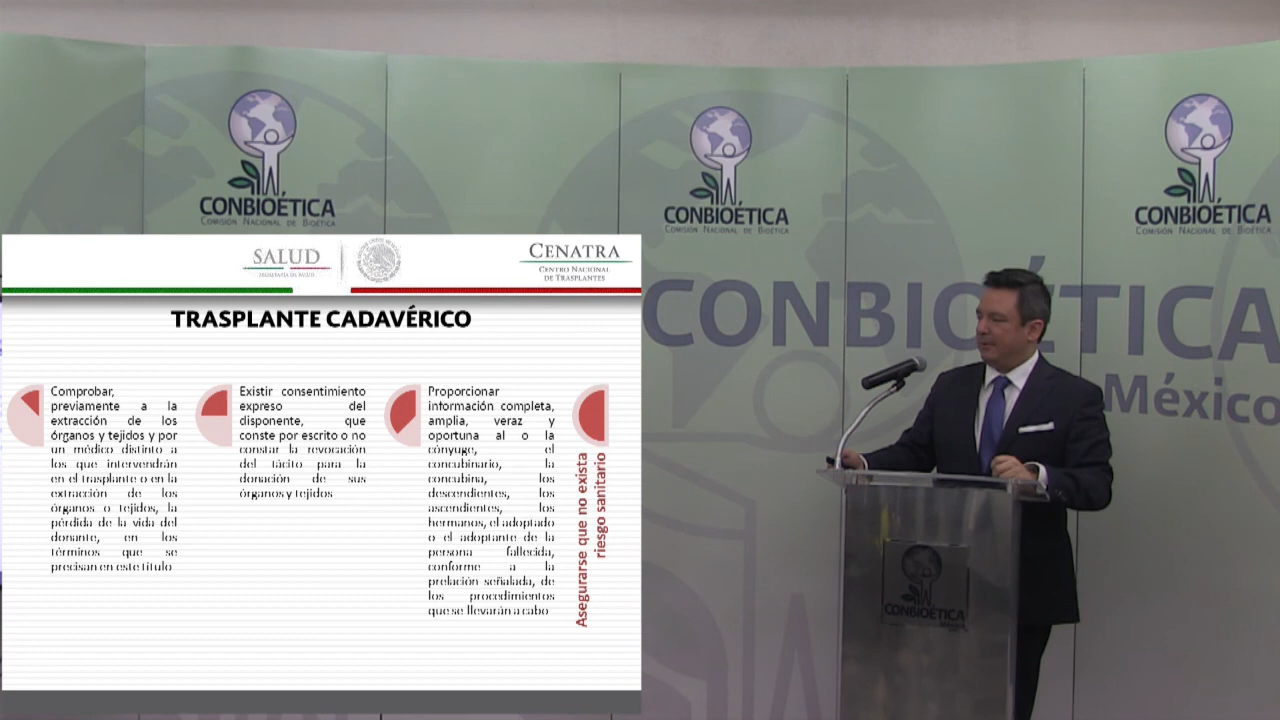 CONBIOÉTICA
COMISIÓN NACIONAL DE BIOÉTICA
CONBIOÉTICA
COMISIÓN NACIONAL DE BIOÉTICA
CONBIOÉTICA
COMISIÓN NACIONAL DE BIOÉTICA
CONBIOÉTICA
México
SALUD
SECRETARÍA DE SALUD
CENATRA
CENTRO NACIONAL
DE TRASPLANTES
TRASPLANTE CADAVÉRICO
Comprobar,
previamente a la
extracción de los
órganos y tejidos y por
un médico distinto a
los que intervendrán
en el trasplante o en la
extracción de los
órganos o tejidos, la
pérdida de la vida del
donante, en los
términos que se
precisan en este título
Existir consentimiento
expreso del
disponente, que
conste por escrito o no
constar la revocación
del tácito para la
donación de sus
órganos y tejidos
Proporcionar
información completa,
amplia, veraz y
oportuna al o la
cónyuge, el
concubinario, la
concubina, los
descendientes, los
ascendientes, los
hermanos, el adoptado
o el adoptante de la
persona fallecida,
conforme a la
prelación señalada, de
los procedimientos
que se llevarán a cabo
Asegurarse que no exista
riesgo sanitario
CONBIOÉTICA